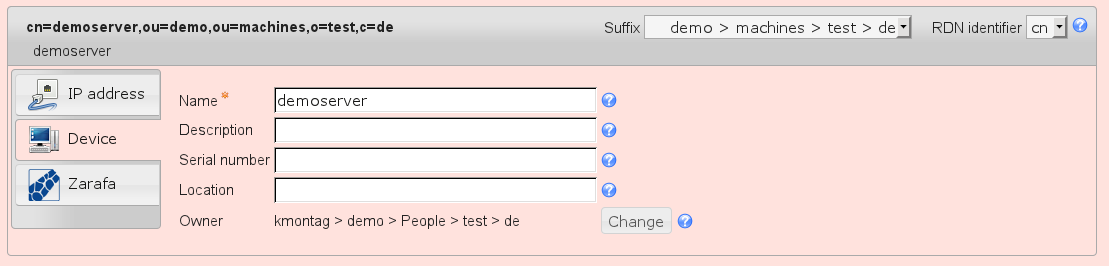 cn=demoserver,ou=demo,ou=machines,o=test,c=de
Suffix demo > machines > test > de RDN identifier cn
demoserver
IP address
Device
Zarafa
Name * demoserver
Description
Serial number
Location
Owner kmontag > demo > People > test > de Change